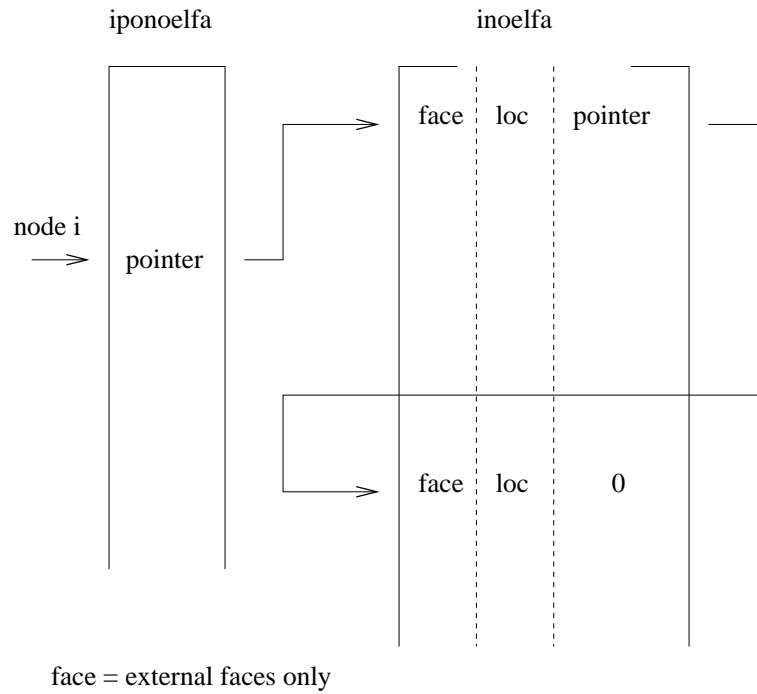 iponoelfa
inoelfa
face loc pointer
node i
pointer
face loc 0
face = external faces only